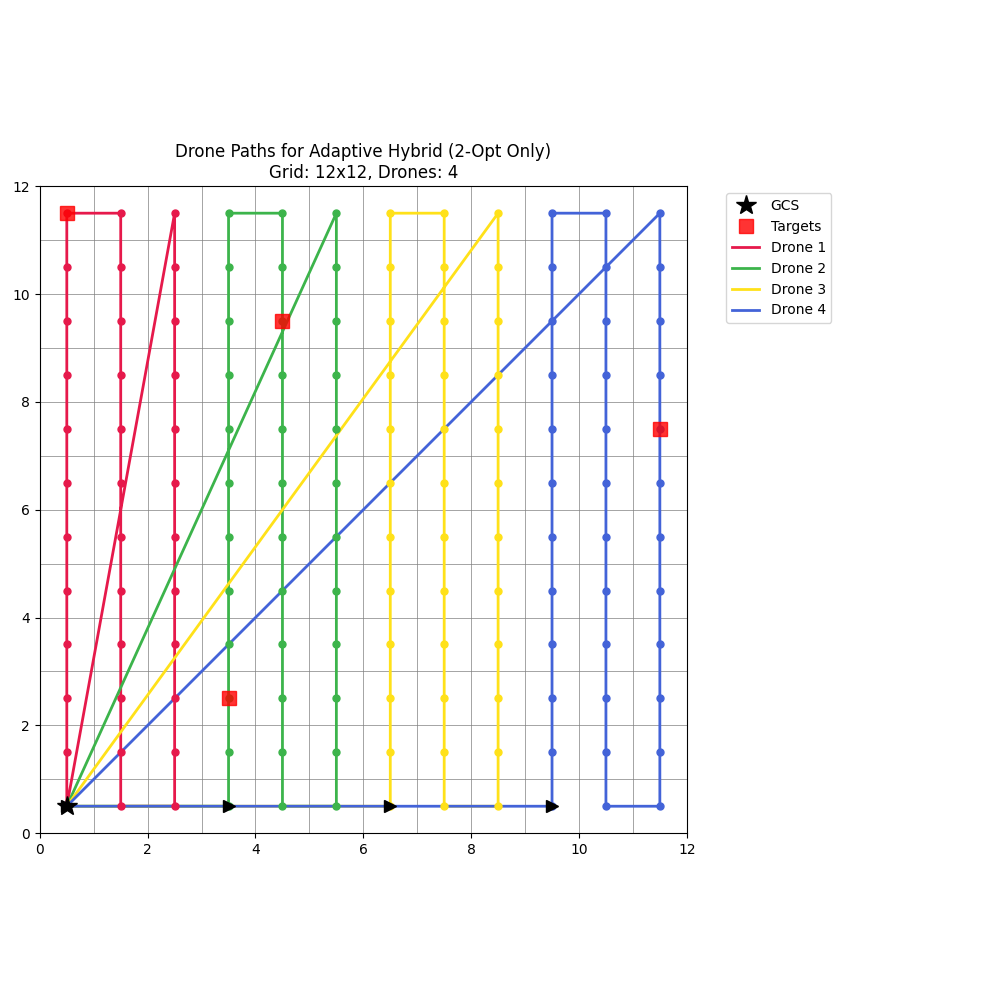 Drone Paths for Adaptive Hybrid (2-Opt Only)
Grid: 12x12, Drones: 4
GCS
Targets
Drone 1
Drone 2
Drone 3
Drone 4
12
10
8
6
4
2
0
0 2 4 6 8 10 12